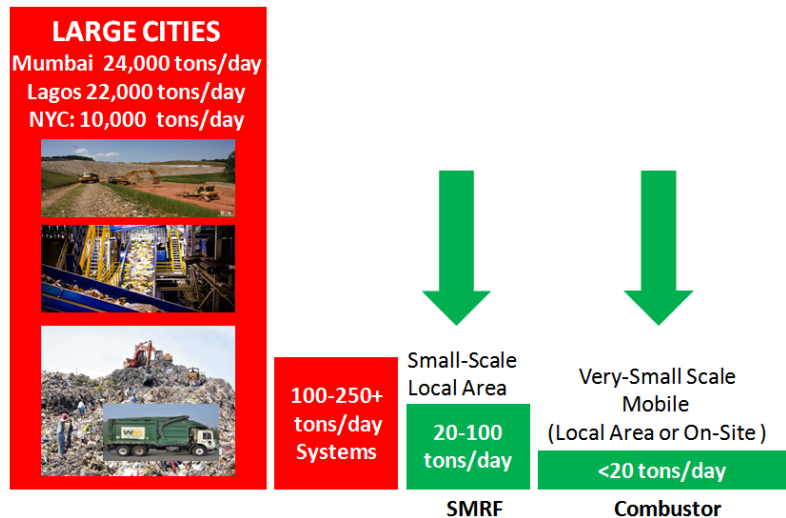 LARGE CITIES
Mumbai 24,000 tons/day
Lagos 22,000 tons/day
NYC: 10,000 tons/day
100-250+
tons/day
Systems
Small-Scale
Local Area
20-100
tons/day
SMRF
Very-Small Scale
Mobile
(Local Area or On-Site )
<20 tons/day
Combustor